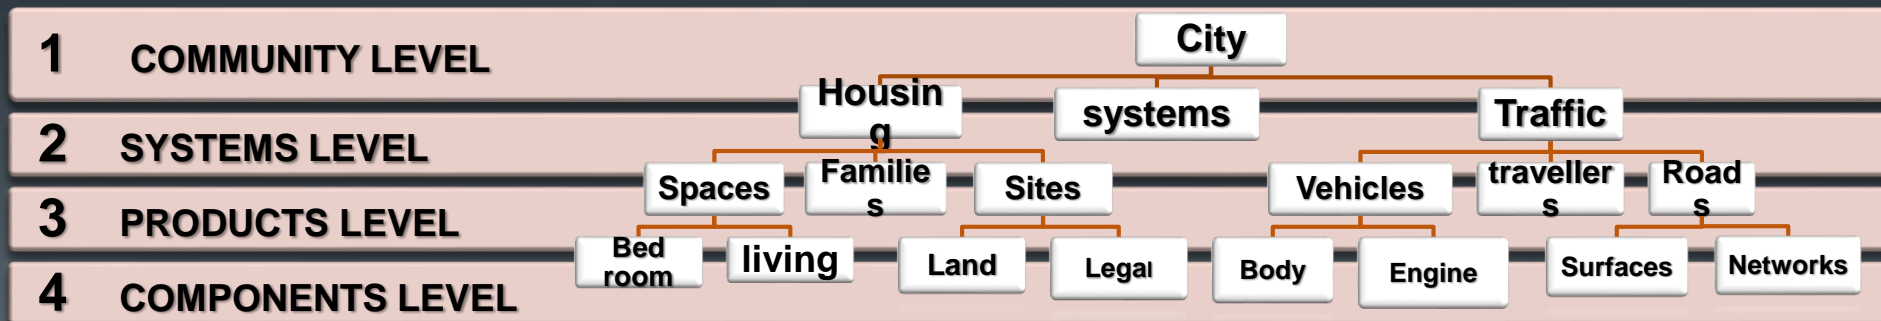 1 COMMUNITY LEVEL
City
Housin
g
systems
Traffic
2 SYSTEMS LEVEL
Spaces
Familie
s
Sites
Vehicles
traveller
s
Road
s
3 PRODUCTS LEVEL
Bed
room
living
Land
Legal
Body
Engine
Surfaces
Networks
4 COMPONENTS LEVEL